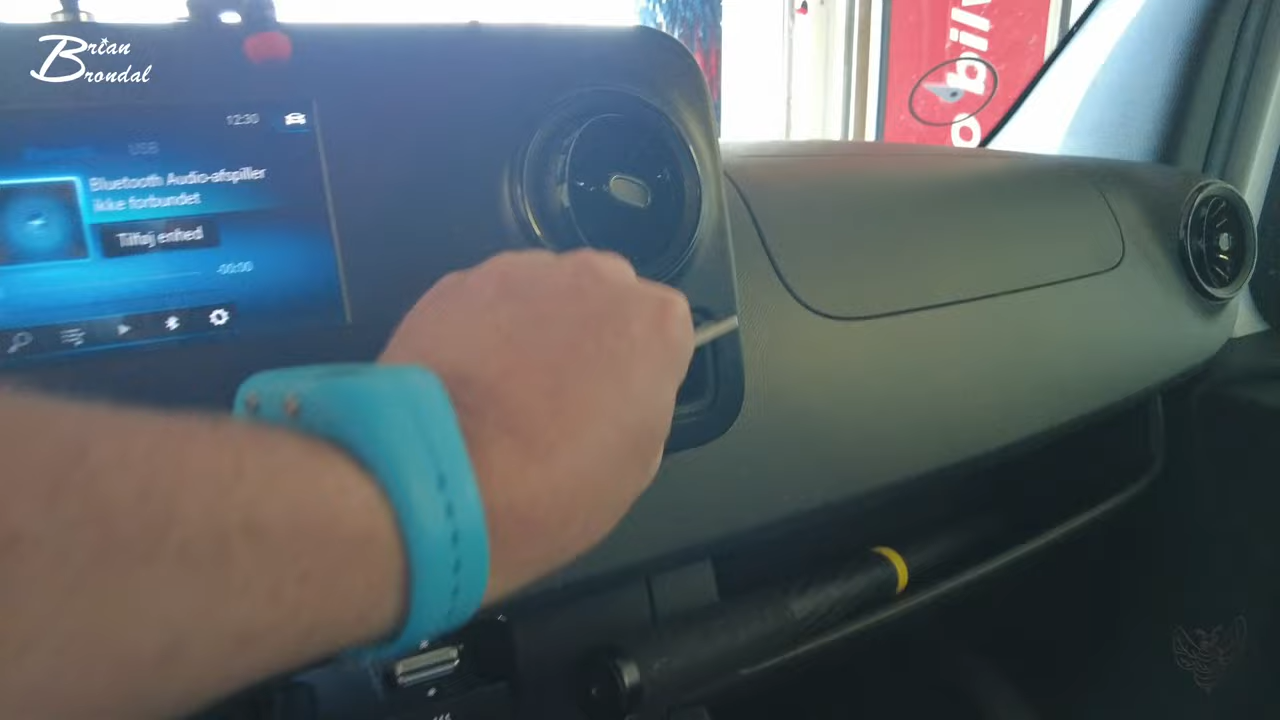 Brian
Brondal
12:30
USB
Bluetooth Audio-afspiller
ikke forbundet
Tilføj enhed
-00:00